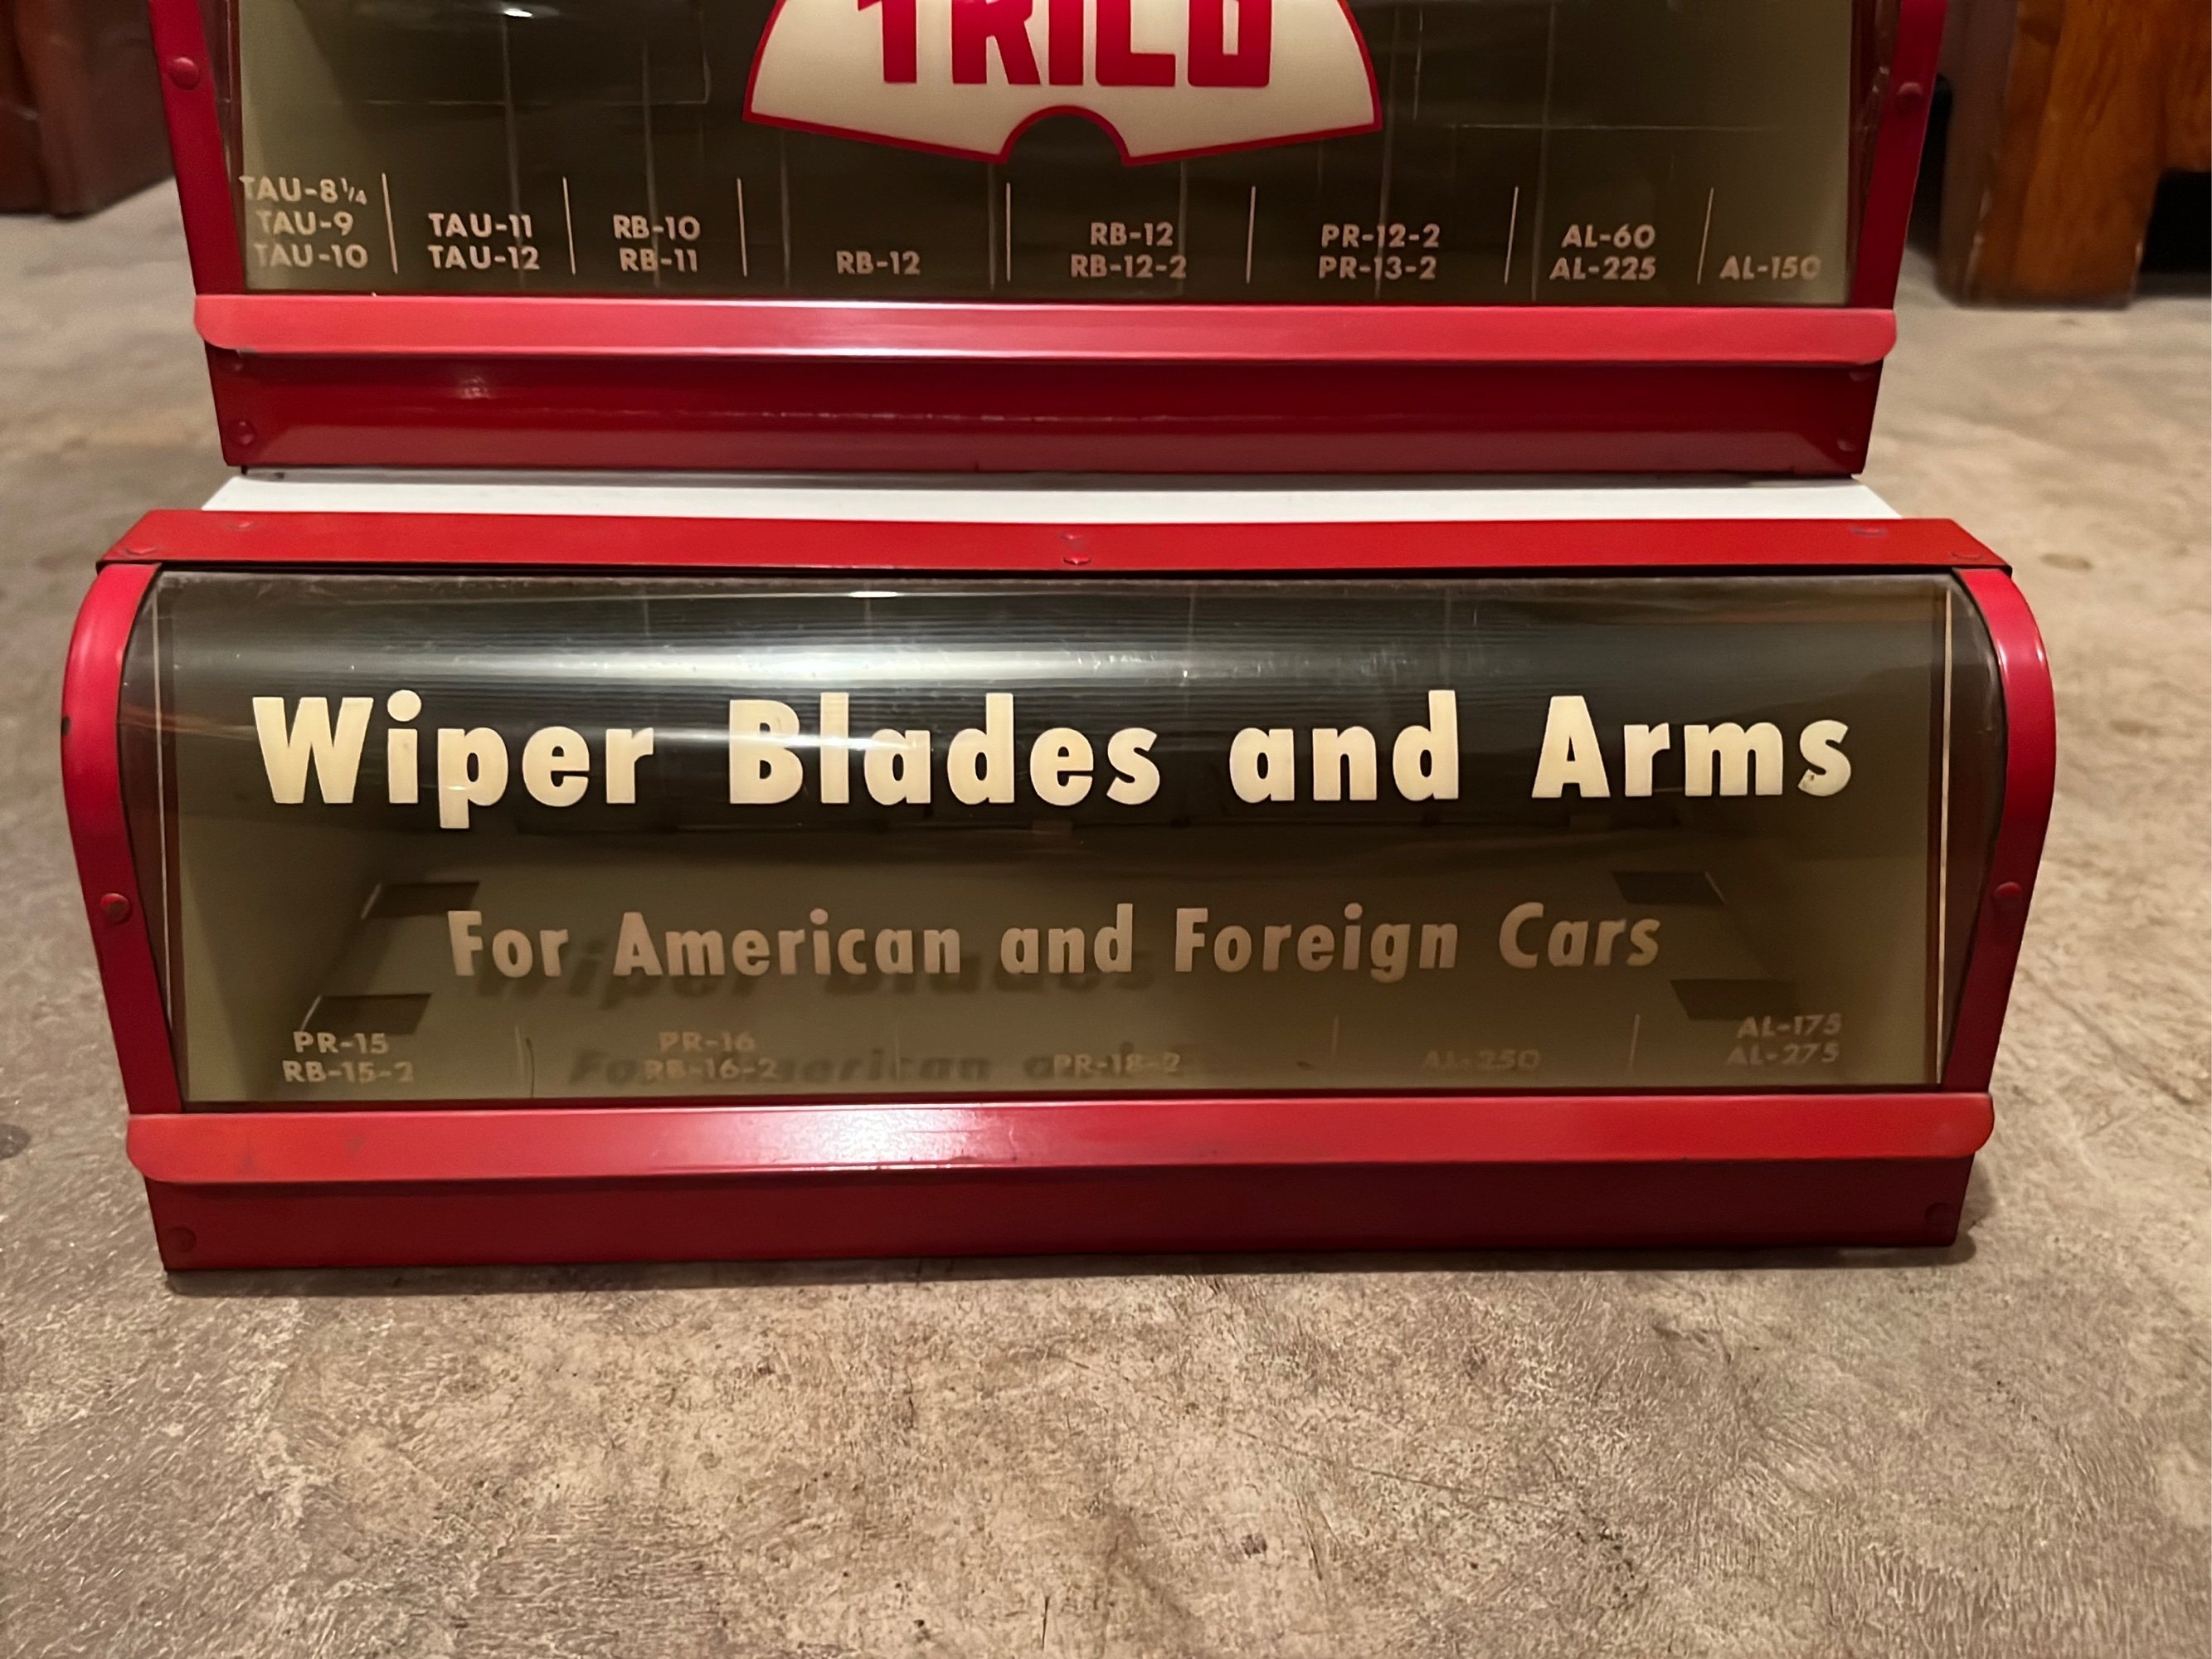 TRICO
TAU-8 1/4
TAU-9
TAU-10
TAU-11
TAU-12
RB-10
RB-11
RB-12
RB-12
RB-12-2
PR-12-2
PR-13-2
AL-60
AL-225
AL-150
Wiper Blades and Arms
For American and Foreign Cars
PR-15
RB-15-2
PR-16
RB-16-2
PR-18-2
AL-250
AL-175
AL-275